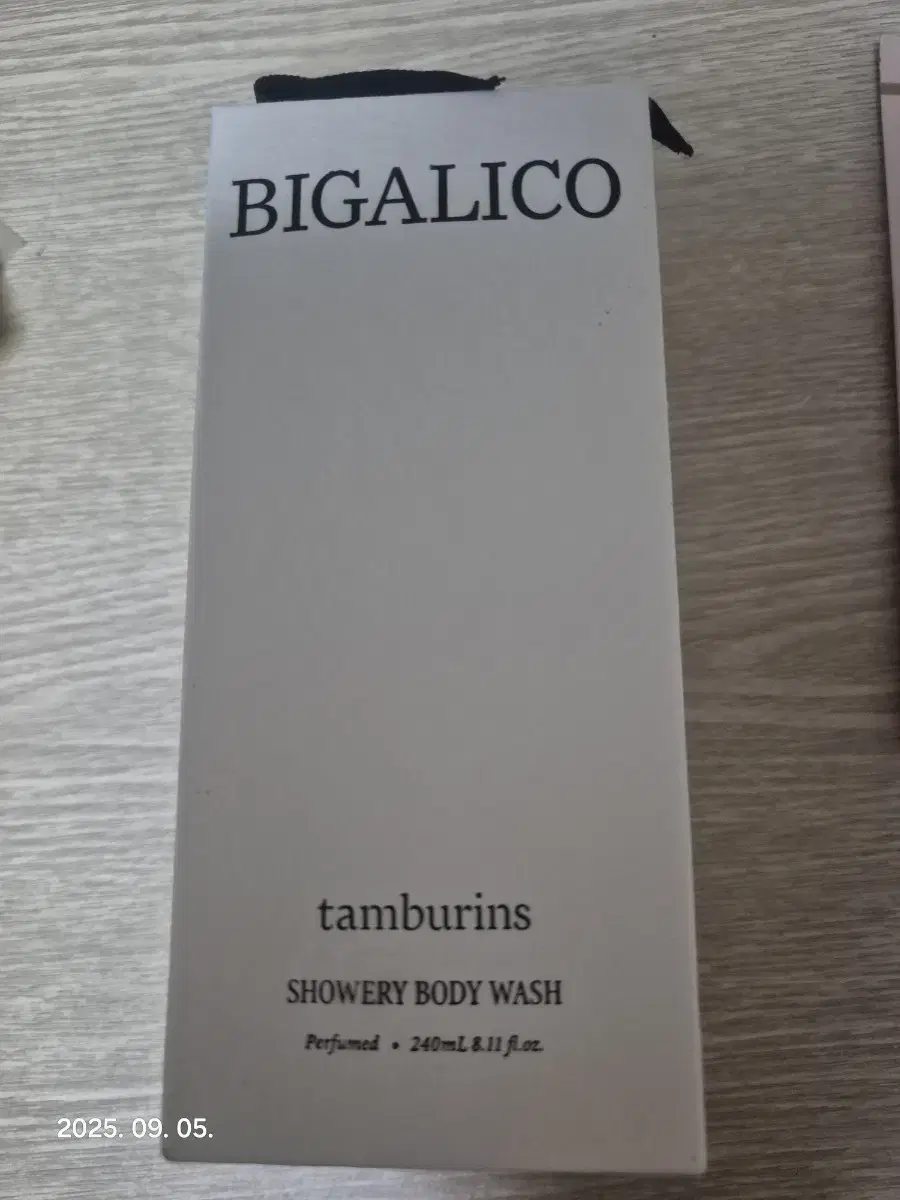 BIGALICO
tamburins
SHOWERY BODY WASH
Perfumed • 240mL 8.11 fl.oz.
2025. 09. 05.